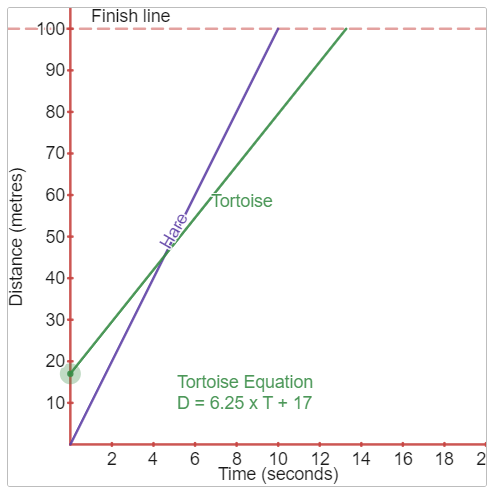 Finish line
100
90
80
70
60
50
40
30
20
10
Distance (metres)
Hare
Tortoise
Tortoise Equation
D = 6.25 x T + 17
2 4 6 8 10 12 14 16 18 2
Time (seconds)